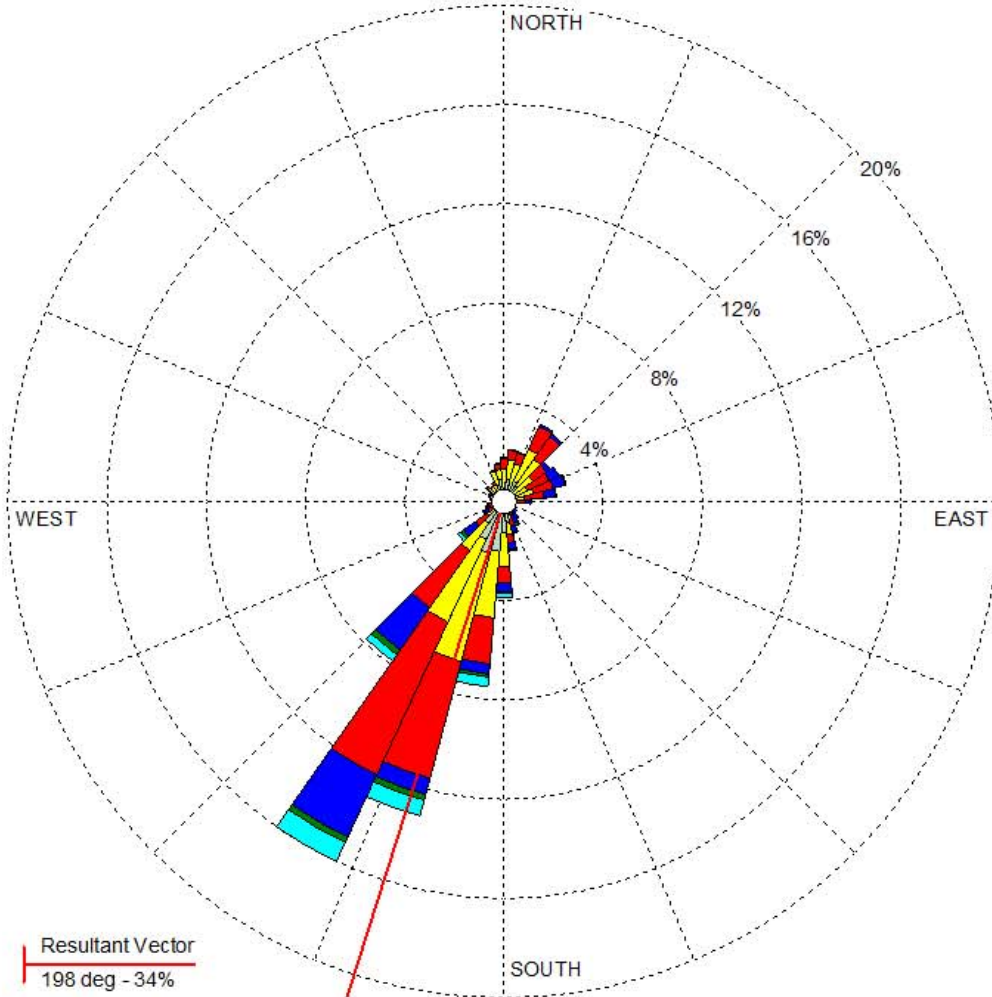 NORTH
20%
16%
12%
8%
4%
WEST
EAST
Resultant Vector
198 deg - 34%
SOUTH